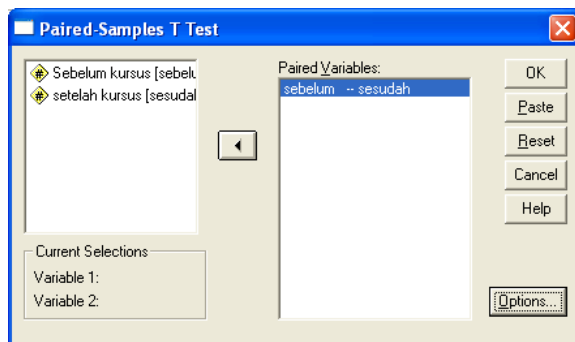 Paired-Samples T Test
Sebelum kursus [sebelu
setelah kursus [sesudal
Current Selections
Variable 1:
Variable 2:
Paired Variables:
sebelum -- sesudah
OK
Paste
Reset
Cancel
Help
Options...